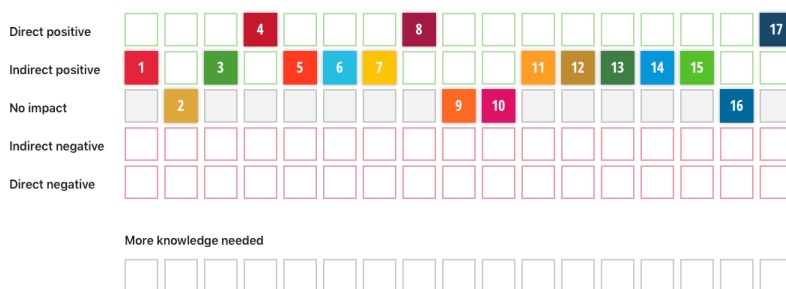 Direct positive 4 8 17
Indirect positive 1 3 5 6 7 11 12 13 14 15
No impact 2 9 10 16
Indirect negative
Direct negative
More knowledge needed